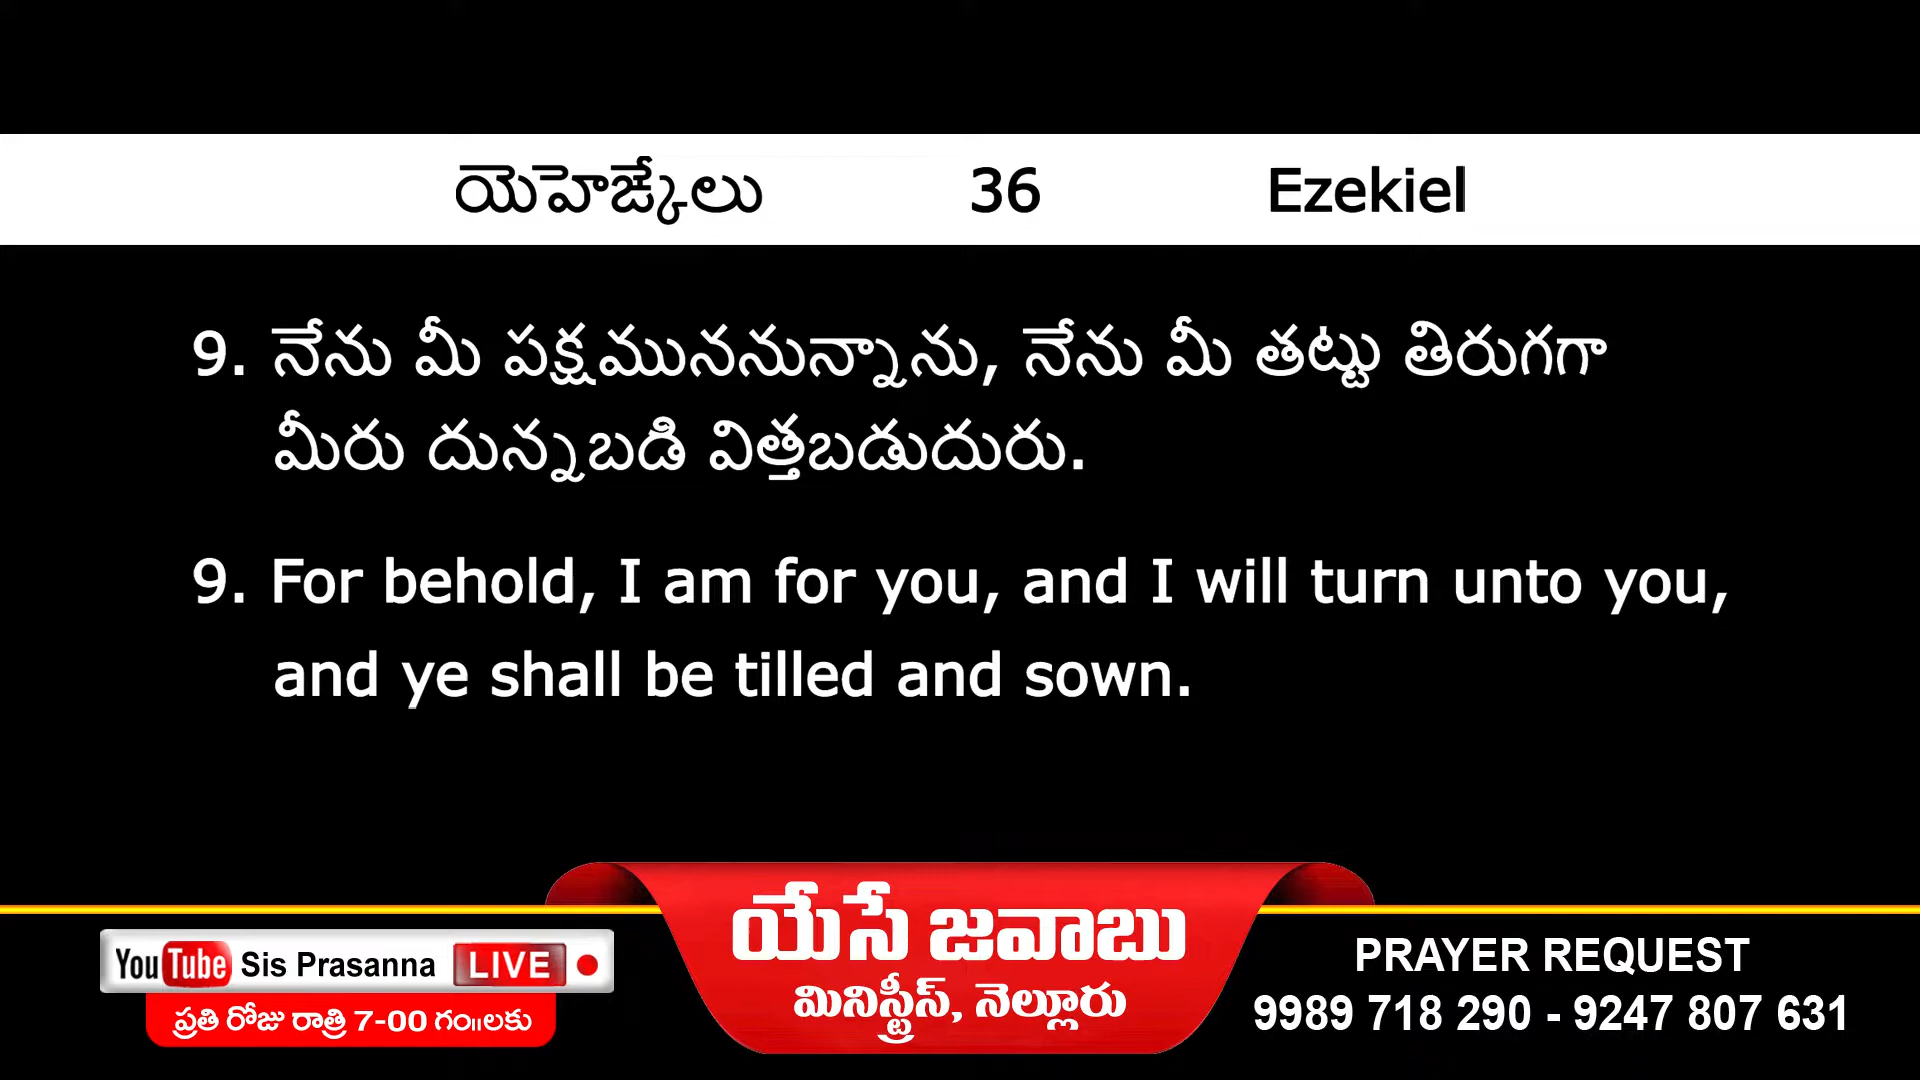 యెహెఙ్కేలు 36 Ezekiel
9. నేను మీ పక్షముననున్నాను, నేను మీ తట్టు తిరుగగా
మీరు దున్నబడి విత్తబడుదురు.
9. For behold, I am for you, and I will turn unto you,
and ye shall be tilled and sown.
YouTube Sis Prasanna LIVE
ప్రతి రోజు రాత్రి 7-00 గం॥లకు
యేసే జవాబు
మినిస్ట్రీస్, నెల్లూరు
PRAYER REQUEST
9989 718 290 - 9247 807 631